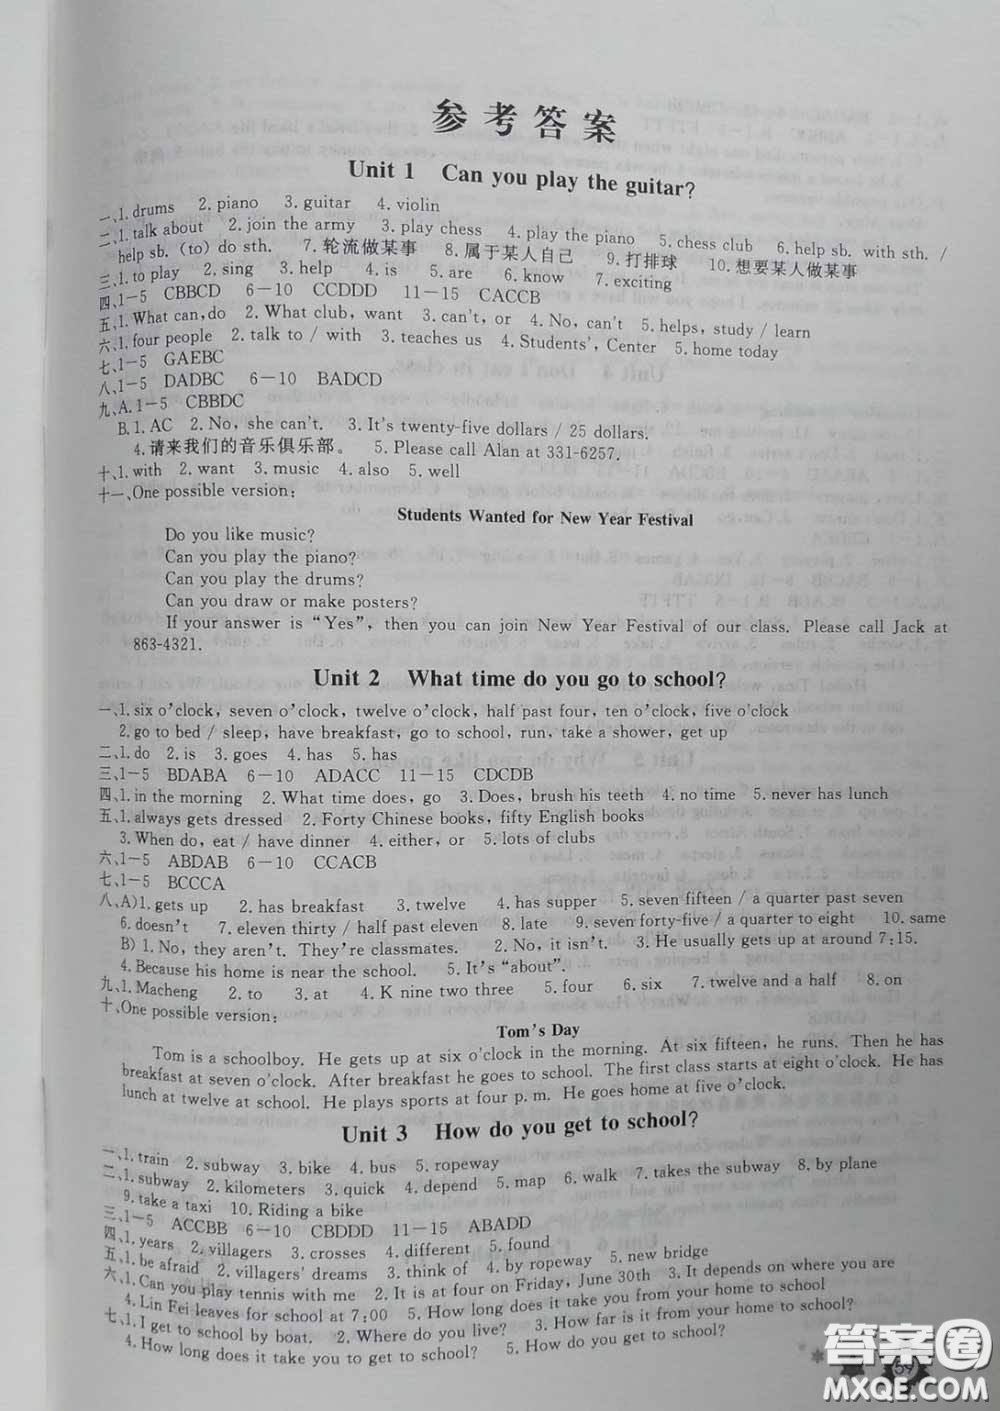 参考答案
Unit 1 Can you play the guitar?
一、1. drums 2. piano 3. guitar 4. violin
二、1. talk about 2. join the army 3. play chess 4. play the piano 5. chess club 6. help sb. with sth. /
help sb. (to) do sth. 7. 轮流做某事 8. 属于某人自己 9. 打排球 10. 想要某人做某事
三、1. to play 2. sing 3. help 4. is 5. are 6. know 7. exciting
四、1－5 CBBCD 6－10 CCDDD 11－15 CACCB
五、1. What can, do 2. What club, want 3. can't, or 4. No, can't 5. helps, study / learn
六、1. four people 2. talk to / with 3. teaches us 4. Students', Center 5. home today
七、1－5 GAEBC
八、1－5 DADBC 6－10 BADCD
九、A. 1－5 CBBDC
B. 1. AC 2. No, she can't. 3. It's twenty-five dollars / 25 dollars.
4. 请来我们的音乐俱乐部。 5. Please call Alan at 331-6257.
十、1. with 2. want 3. music 4. also 5. well
十一、One possible version:
Students Wanted for New Year Festival
Do you like music?
Can you play the piano?
Can you play the drums?
Can you draw or make posters?
If your answer is “Yes”, then you can join New Year Festival of our class. Please call Jack at
863-4321.
Unit 2 What time do you go to school?
一、1. six o'clock, seven o'clock, twelve o'clock, half past four, ten o'clock, five o'clock
2. go to bed / sleep, have breakfast, go to school, run, take a shower, get up
二、1. do 2. is 3. goes 4. has 5. has
三、1－5 BDABA 6－10 ADACC 11－15 CDCDB
四、1. in the morning 2. What time does, go 3. Does, brush his teeth 4. no time 5. never has lunch
五、1. always gets dressed 2. Forty Chinese books, fifty English books
3. When do, eat / have dinner 4. either, or 5. lots of clubs
六、1－5 ABDAB 6－10 CCACB
七、1－5 BCCCA
八、A) 1. gets up 2. has breakfast 3. twelve 4. has supper 5. seven fifteen / a quarter past seven
6. doesn't 7. eleven thirty / half past eleven 8. late 9. seven forty-five / a quarter to eight 10. same
B) 1. No, they aren't. They're classmates. 2. No, it isn't. 3. He usually gets up at around 7:15.
4. Because his home is near the school. 5. It's “about”.
九、1. Macheng 2. to 3. at 4. K nine two three 5. four 6. six 7. twelve and a half 8. on
十、One possible version:
Tom's Day
Tom is a schoolboy. He gets up at six o'clock in the morning. At six fifteen, he runs. Then he has
breakfast at seven o'clock. After breakfast he goes to school. The first class starts at eight o'clock. He has
lunch at twelve at school. He plays sports at four p. m. He goes home at five o'clock.
Unit 3 How do you get to school?
一、1. train 2. subway 3. bike 4. bus 5. ropeway
二、1. subway 2. kilometers 3. quick 4. depend 5. map 6. walk 7. takes the subway 8. by plane
9. take a taxi 10. Riding a bike
三、1－5 ACCBB 6－10 CBDDD 11－15 ABADD
四、1. years 2. villagers 3. crosses 4. different 5. found
五、1. be afraid 2. villagers' dreams 3. think of 4. by ropeway 5. new bridge
六、1. Can you play tennis with me 2. It is at four on Friday, June 30th 3. It depends on where you are
4. Lin Fei leaves for school at 7:00 5. How long does it take you from your home to school
七、1. I get to school by boat. 2. Where do you live? 3. How far is it from your home to school?
4. How long does it take you to get to school? 5. How do you get to school?
59
答案圈
MXQE.COM